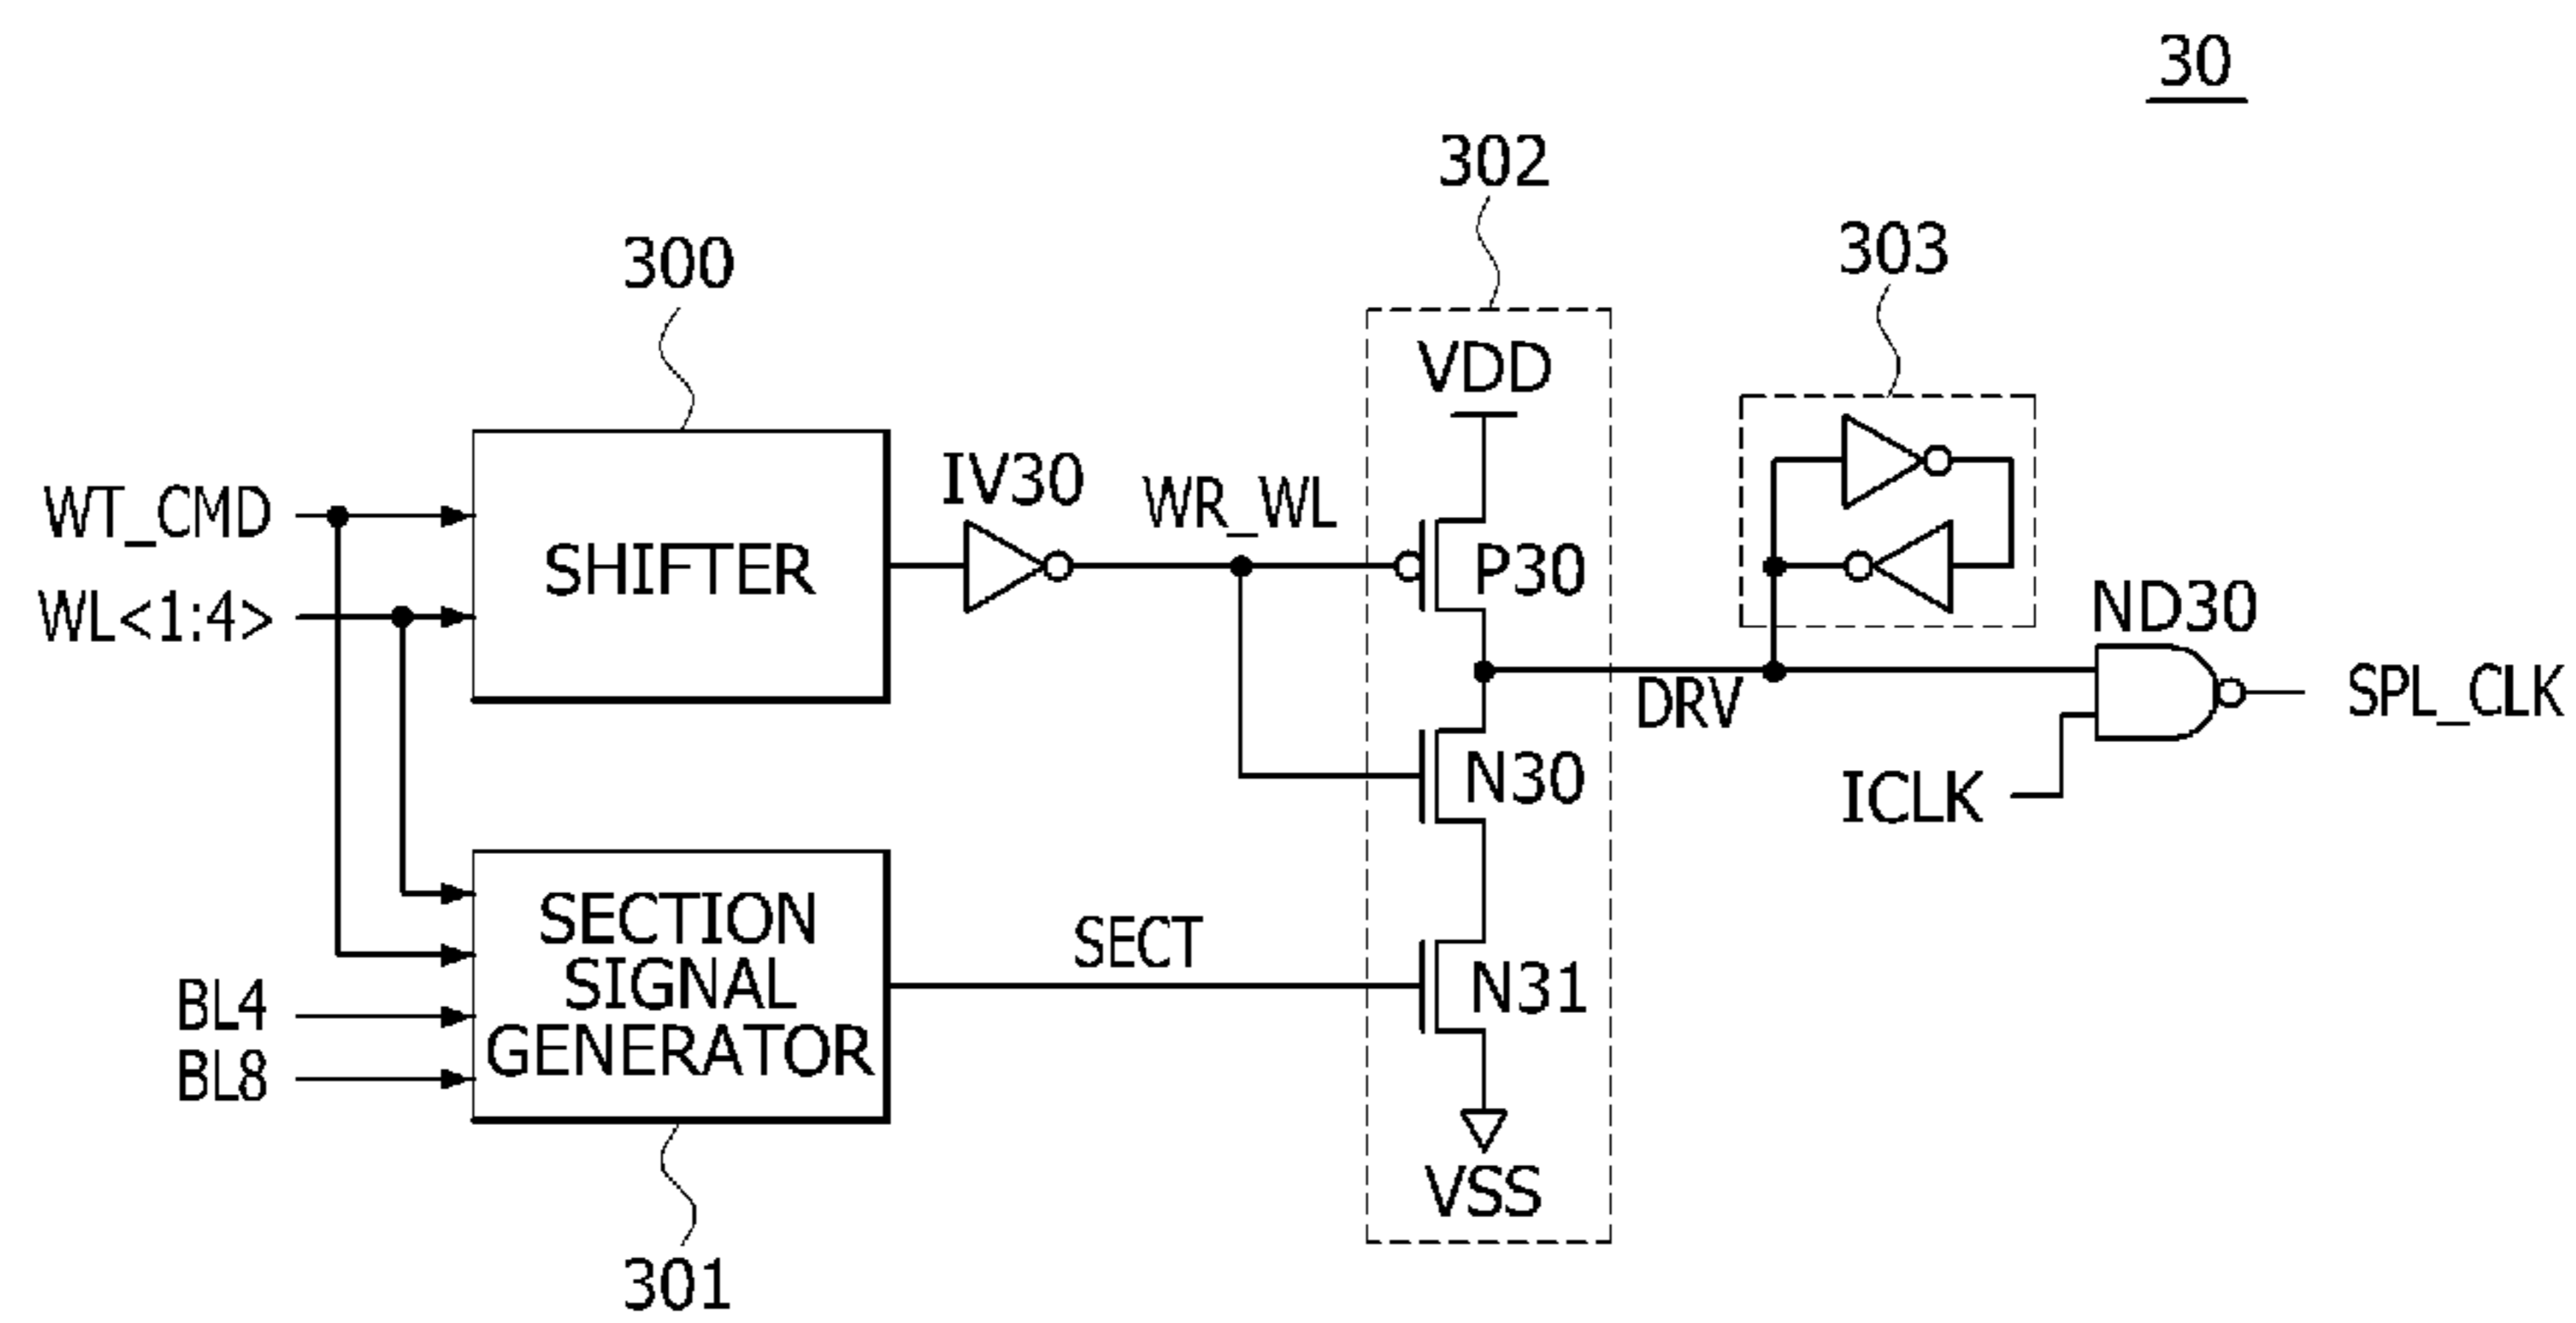 30
302
303
300
VDD
IV30
WR_WL
WT_CMD
SHIFTER
P30
WL<1:4>
ND30
DRV
SPL_CLK
N30
ICLK
SECTION
SIGNAL
GENERATOR
SECT
N31
BL4
BL8
VSS
301